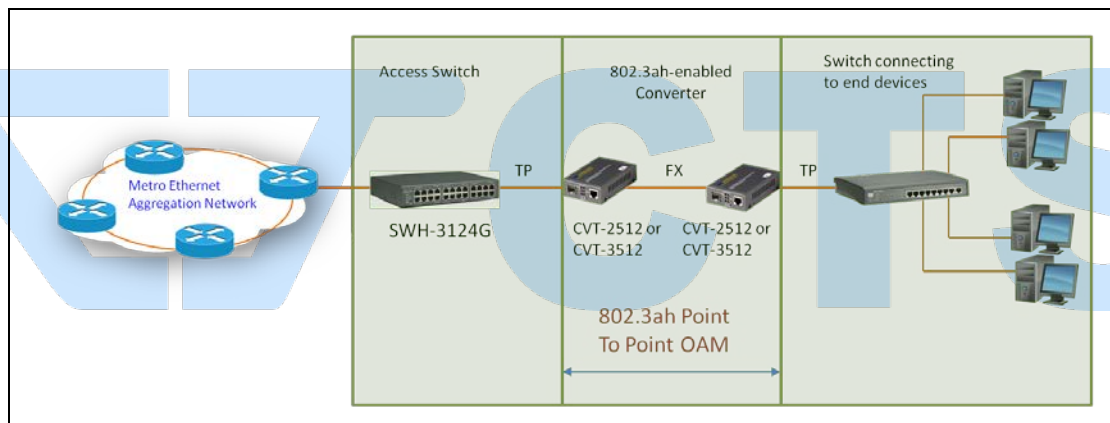 Access Switch
802.3ah-enabled
Converter
Switch connecting
to end devices
Metro Ethernet
Aggregation Network
TP
FX
TP
SWH-3124G
CVT-2512 or
CVT-3512
CVT-2512 or
CVT-3512
802.3ah Point
To Point OAM
CTS